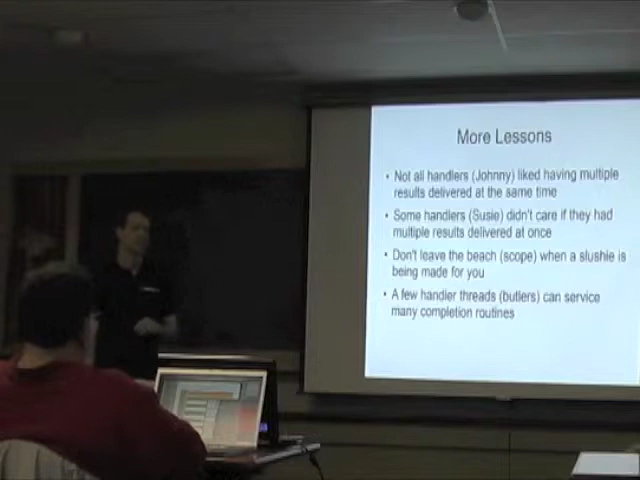 More Lessons
• Not all handlers (Johnny) liked having multiple
results delivered at the same time
• Some handlers (Susie) didn't care if they had
multiple results delivered at once
• Don't leave the beach (scope) when a slushie is
being made for you
• A few handler threads (butlers) can service
many completion routines